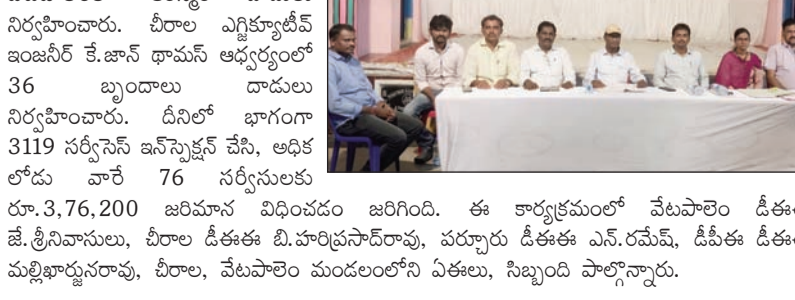 నిర్వహించారు. చీరాల ఎగ్జిక్యూటీవ్
ఇంజనీర్ కే.జాన్ థామస్ ఆధ్వర్యంలో
36 బృందాలు దాడులు
నిర్వహించారు. దీనిలో భాగంగా
3119 సర్వీసెస్ ఇన్‌స్పెక్షన్ చేసి, అధిక
లోడు వారే 76 సర్వీసులకు
రూ.3,76,200 జరిమాన విధించడం జరిగింది. ఈ కార్యక్రమంలో వేటపాలెం డీఈఈ
జే.శ్రీనివాసులు, చీరాల డీఈఈ బి.హరిప్రసాద్‌రావు, పర్చూరు డీఈఈ ఎన్.రమేష్, డీపీఈ డీఈఈ
మల్లిఖార్జునరావు, చీరాల, వేటపాలెం మండలంలోని ఏఈలు, సిబ్బంది పాల్గొన్నారు.